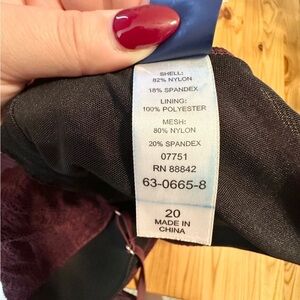 SHELL:
82% NYLON
18% SPANDEX
LINING:
100% POLYESTER
MESH:
80% NYLON
20% SPANDEX
07751
RN 88842
63-0665-8
20
MADE IN
CHINA